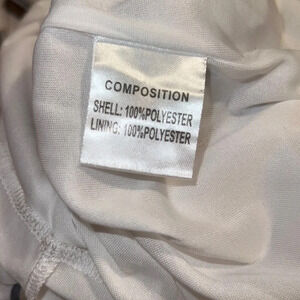 COMPOSITION
SHELL: 100%POLYESTER
LINING: 100%POLYESTER